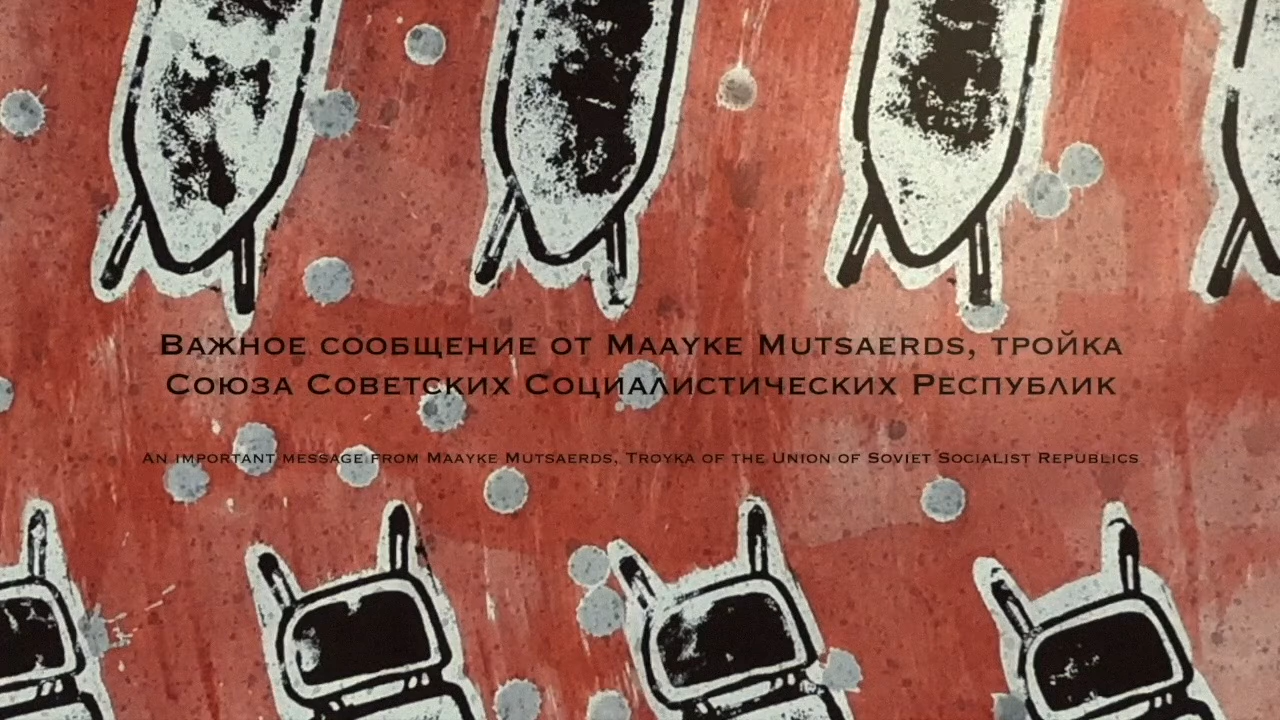 Важное сообщение от Maayke Mutsaerds, тройка
Союза Советских Социалистических Республик
An important message from Maayke Mutsaerds, Troyka of the Union of Soviet Socialist Republics